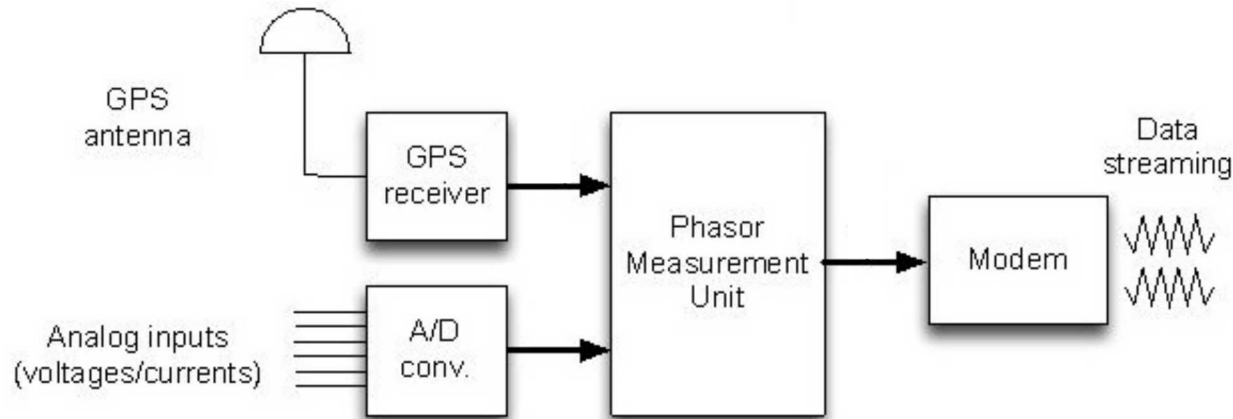 GPS
antenna
GPS
receiver
Phasor
Measurement
Unit
Data
streaming
Modem
Analog inputs
(voltages/currents)
A/D
conv.